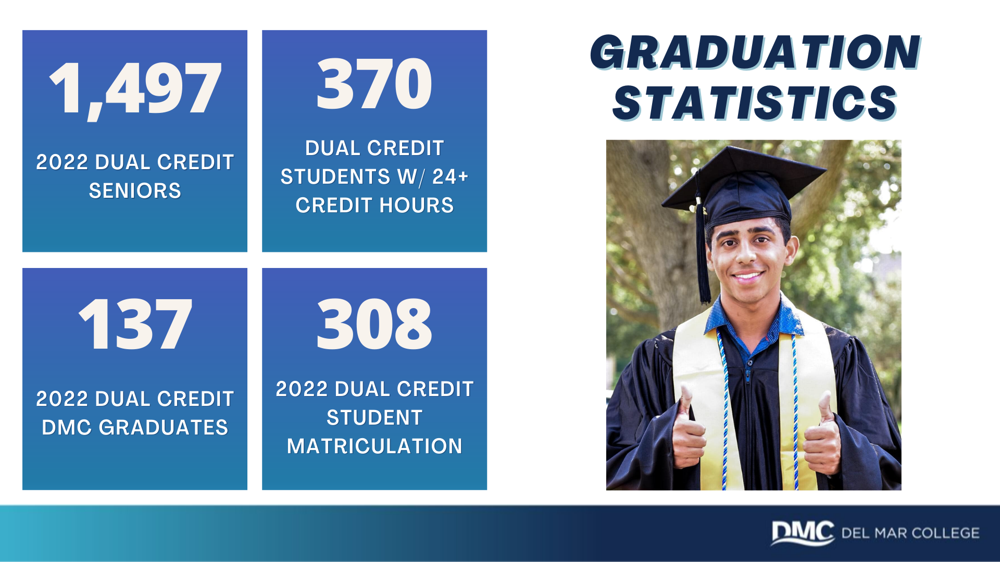 1,497
2022 DUAL CREDIT
SENIORS
370
DUAL CREDIT
STUDENTS W/ 24+
CREDIT HOURS
137
2022 DUAL CREDIT
DMC GRADUATES
308
2022 DUAL CREDIT
STUDENT
MATRICULATION
GRADUATION
STATISTICS
DMC DEL MAR COLLEGE